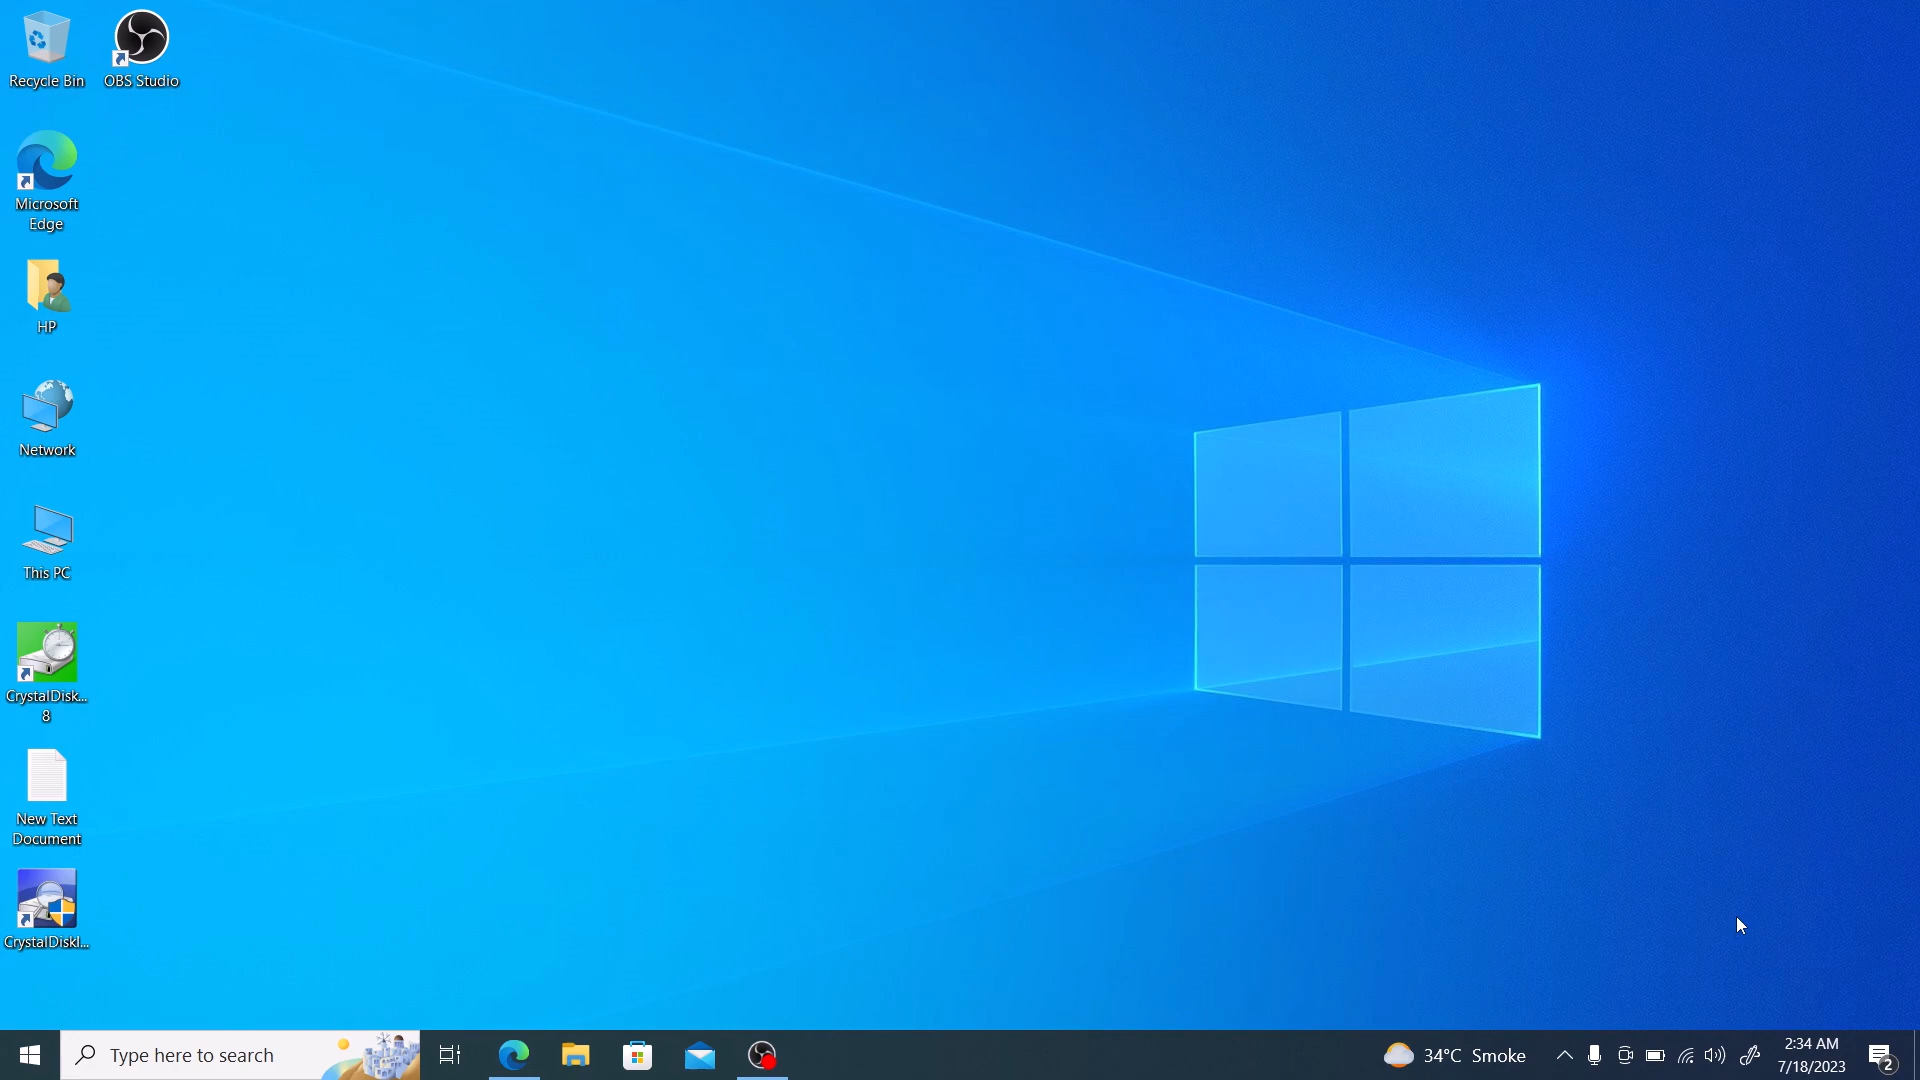 Recycle Bin
OBS Studio
Microsoft
Edge
HP
Network
This PC
CrystalDisk...
8
New Text
Document
CrystalDiskI...
Type here to search
34°C Smoke
2:34 AM
7/18/2023
2